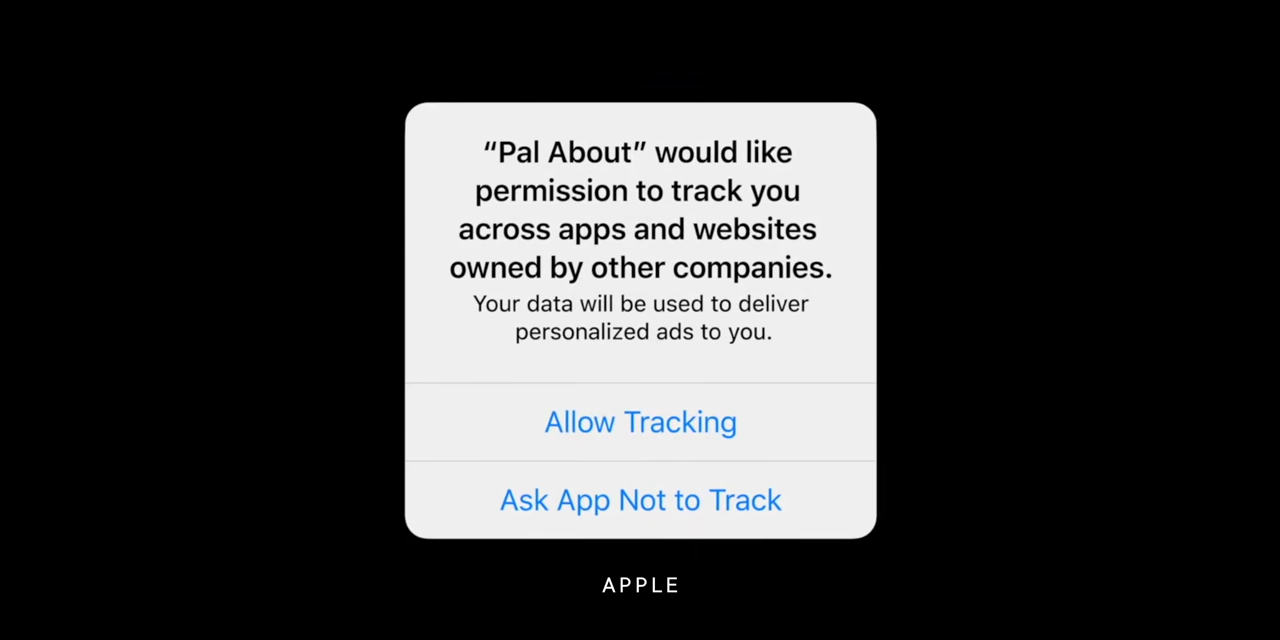 “Pal About” would like
permission to track you
across apps and websites
owned by other companies.
Your data will be used to deliver
personalized ads to you.
Allow Tracking
Ask App Not to Track
APPLE